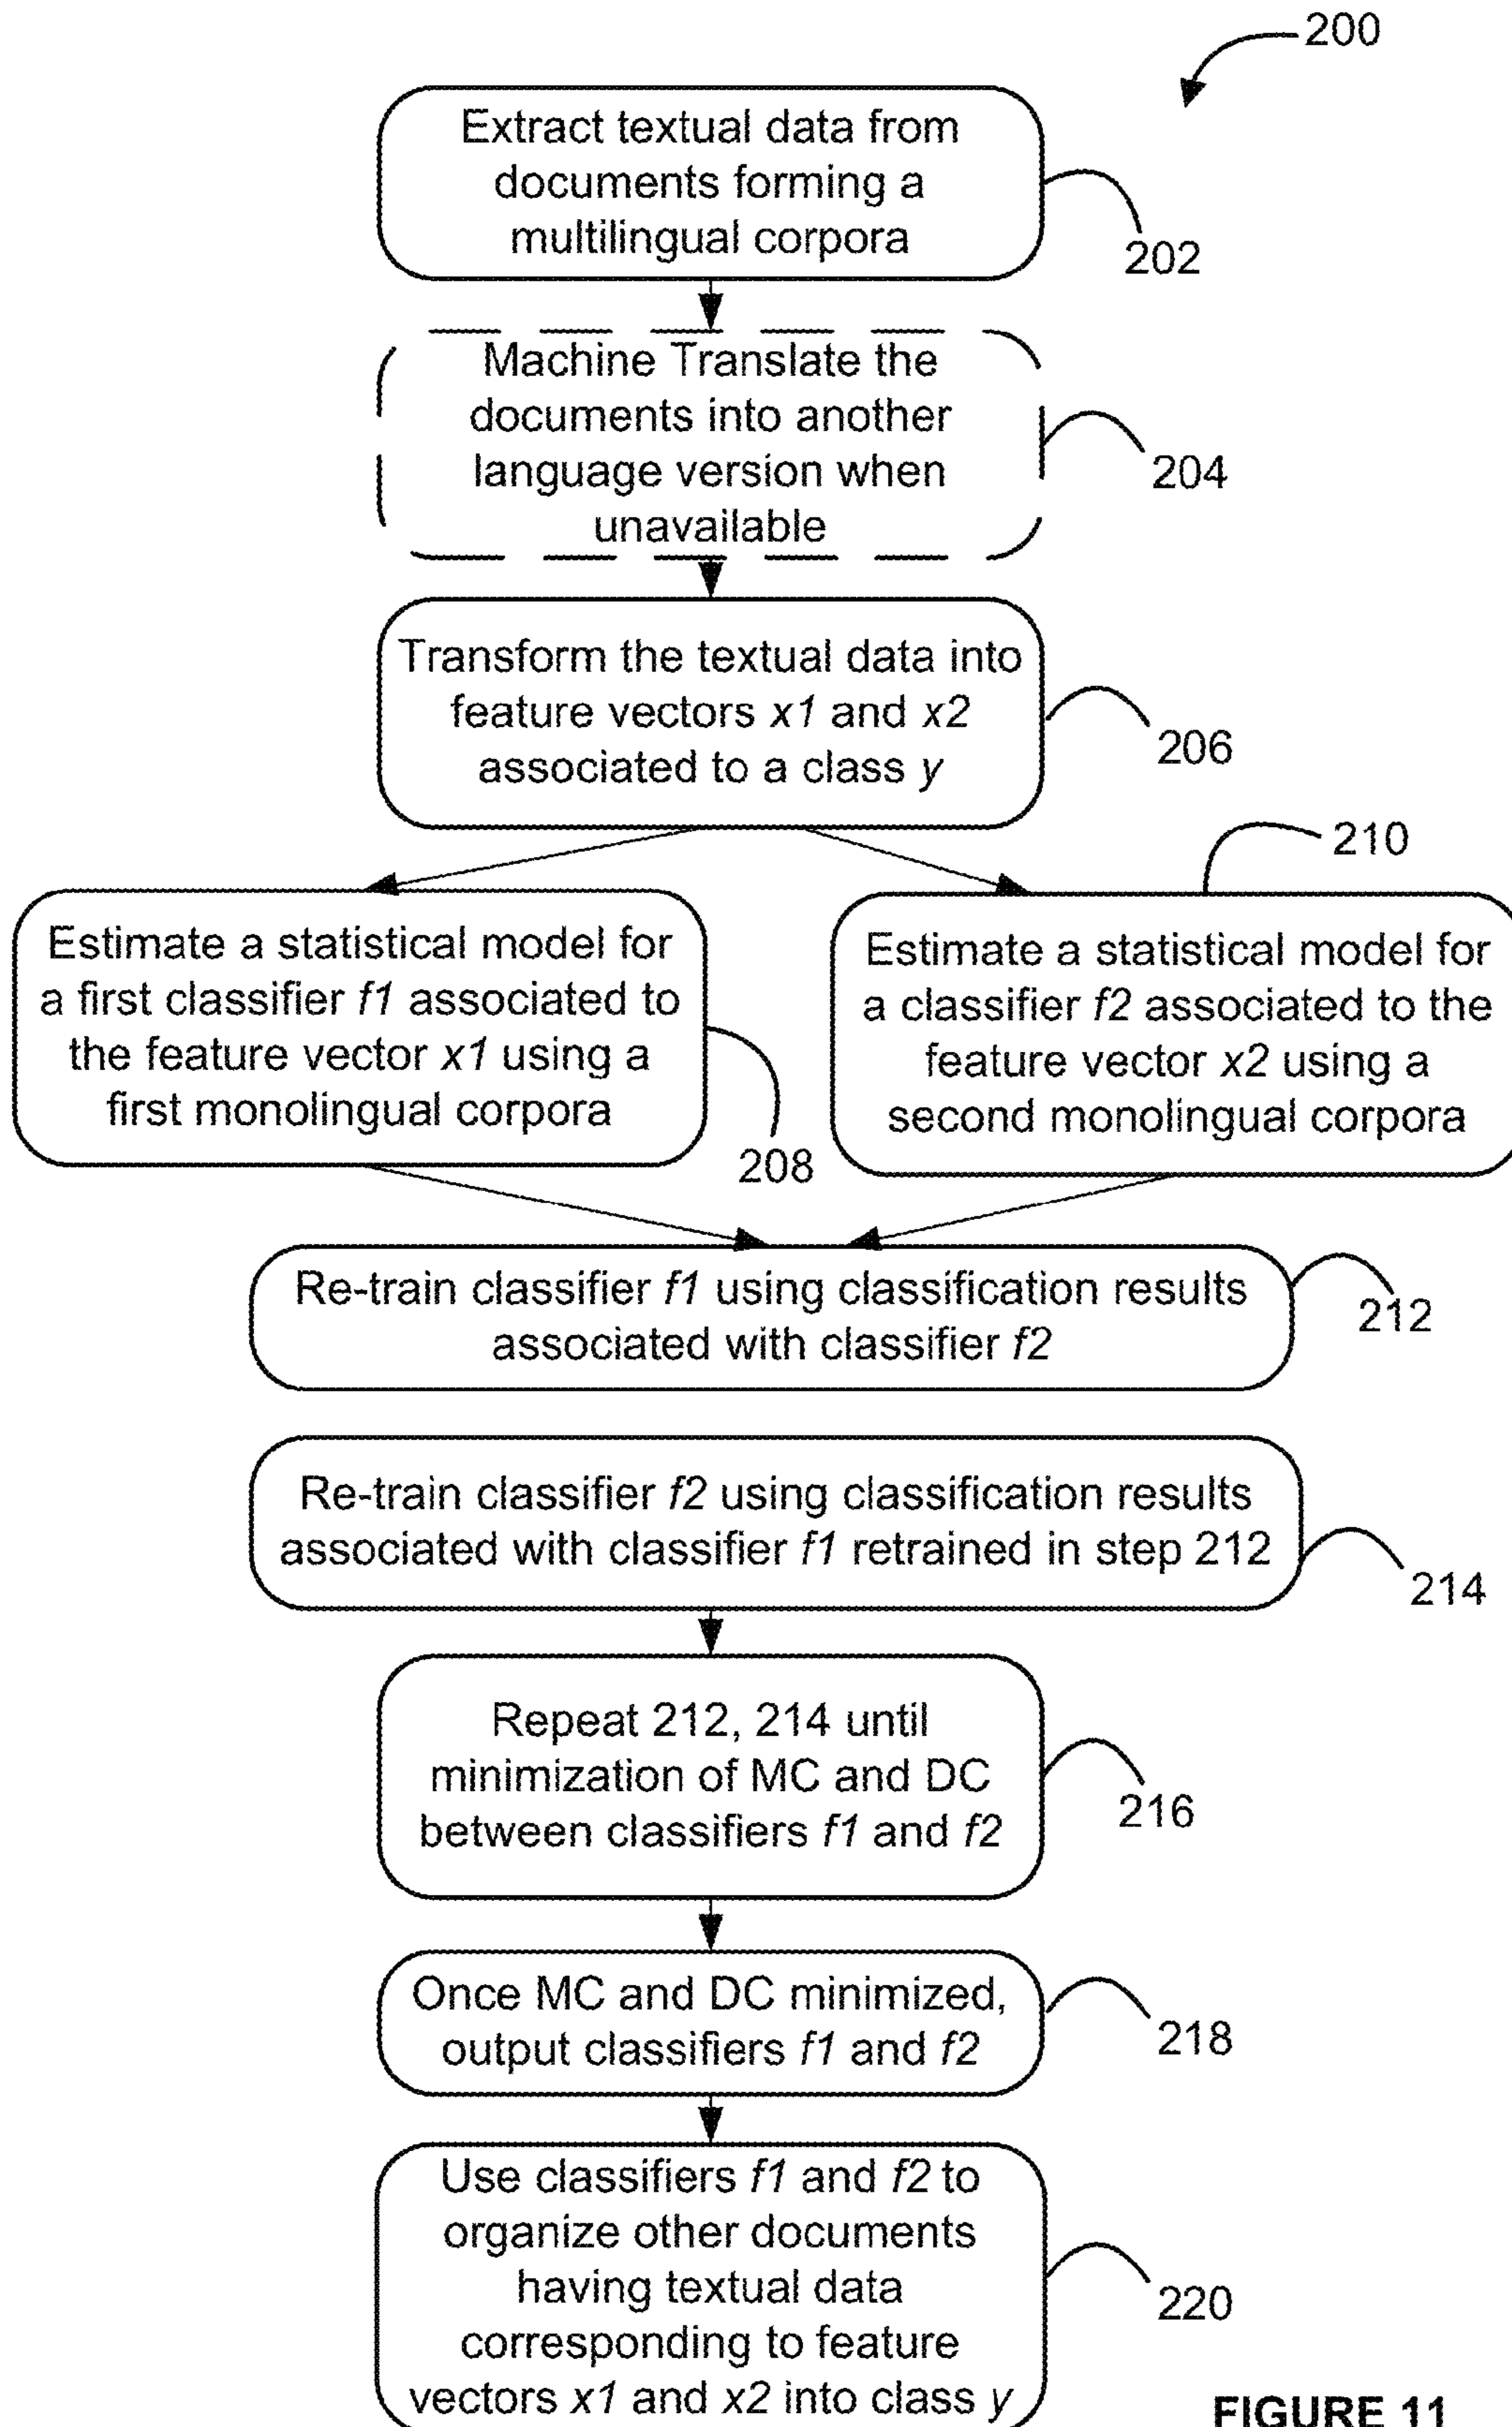 200
Extract textual data from
documents forming a
multilingual corpora
202
Machine Translate the
documents into another
language version when
unavailable
204
Transform the textual data into
feature vectors x1 and x2
associated to a class y
206
210
Estimate a statistical model for
a first classifier f1 associated to
the feature vector x1 using a
first monolingual corpora
208
Estimate a statistical model for
a classifier f2 associated to the
feature vector x2 using a
second monolingual corpora
Re-train classifier f1 using classification results
associated with classifier f2
212
Re-train classifier f2 using classification results
associated with classifier f1 retrained in step 212
214
Repeat 212, 214 until
minimization of MC and DC
between classifiers f1 and f2
216
Once MC and DC minimized,
output classifiers f1 and f2
218
Use classifiers f1 and f2 to
organize other documents
having textual data
corresponding to feature
vectors x1 and x2 into class y
220
FIGURE 11